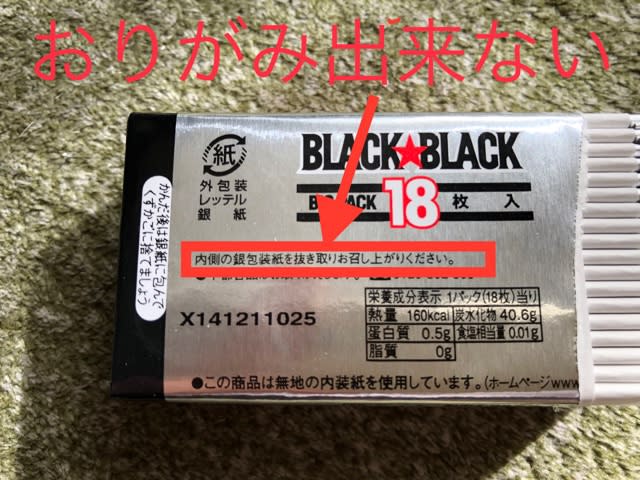 おりがみ出来ない
紙
外包装
レッテル
銀紙
BLACK★BLACK
18枚入
内側の銀包装紙を抜き取りお召し上がりください。
かんだ後は銀紙に包んで
くずかごに捨てましょう
X141211025
栄養成分表示 1パック(18枚)当り
熱量 160kcal 炭水化物 40.6g
蛋白質 0.5g 食塩相当量 0.01g
脂質 0g
●この商品は無地の内装紙を使用しています。(ホームページwww